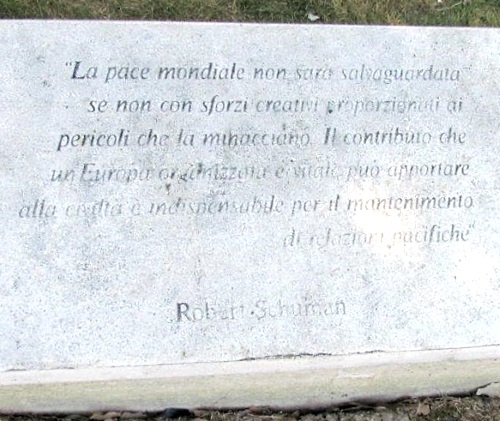 "La pace mondiale non sarà salvaguardata
se non con sforzi creativi proporzionati ai
pericoli che la minacciano. Il contributo che
un'Europa organizzata e vitale può apportare
alla civiltà è indispensabile per il mantenimento
di relazioni pacifiche"
Robert Schuman